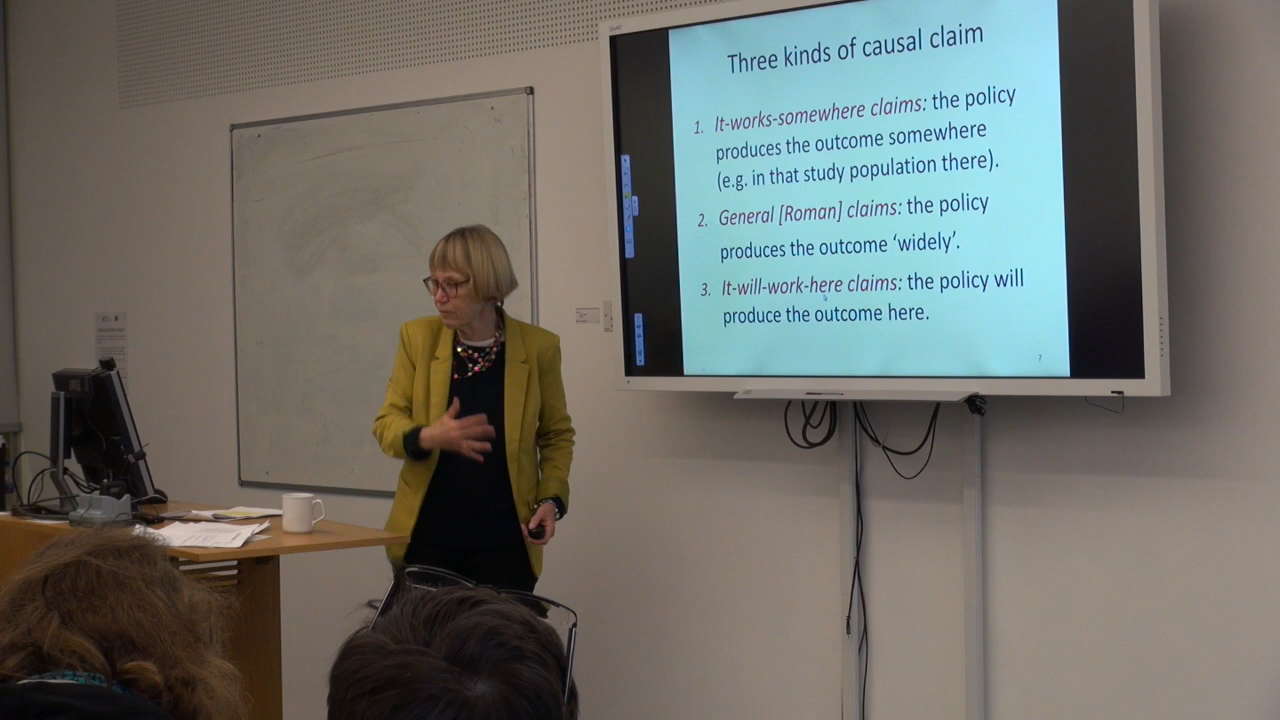 Three kinds of causal claim
1. It-works-somewhere claims: the policy
produces the outcome somewhere
(e.g. in that study population there).
2. General [Roman] claims: the policy
produces the outcome ‘widely’.
3. It-will-work-here claims: the policy will
produce the outcome here.
7